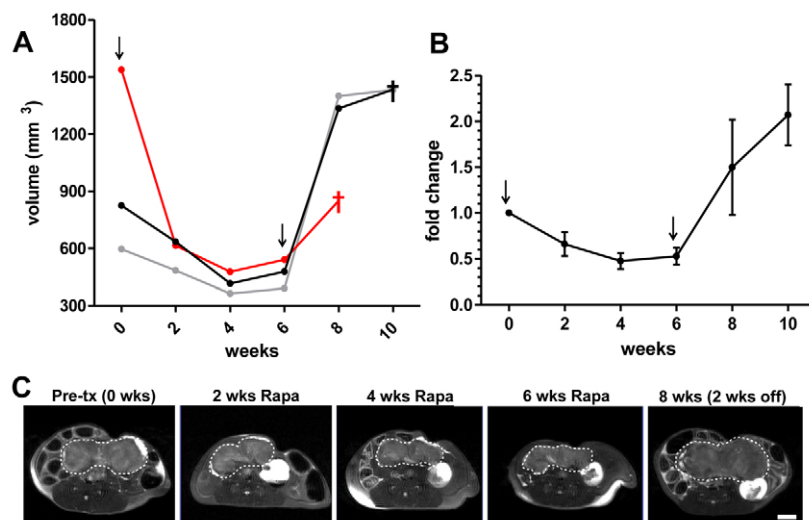 A
volume (mm 3)
1800
1500
1200
900
600
300
0 2 4 6 8 10
weeks
B
fold change
2.5
2.0
1.5
1.0
0.5
0.0
0 2 4 6 8 10
weeks
C
Pre-tx (0 wks) 2 wks Rapa 4 wks Rapa 6 wks Rapa 8 wks (2 wks off)